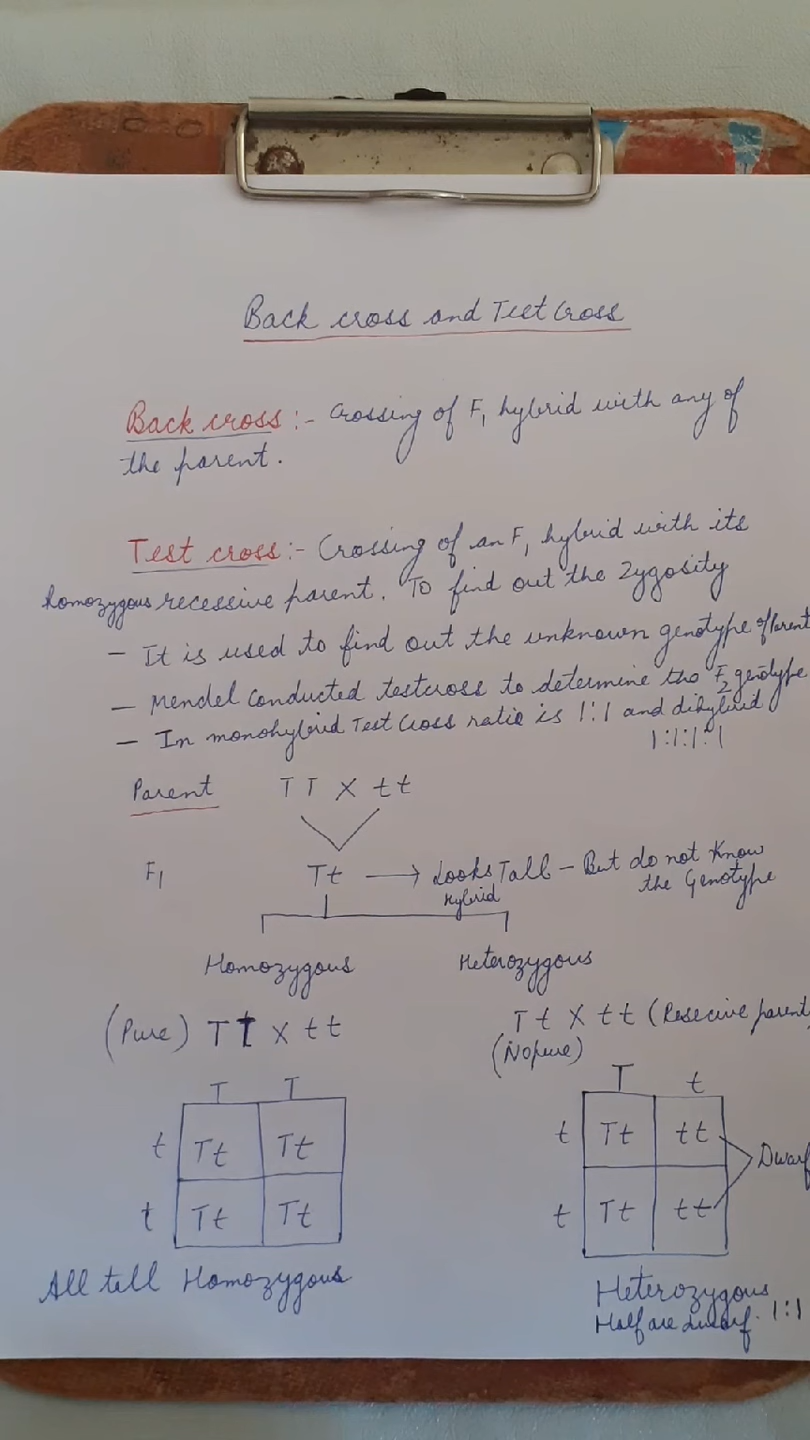 Back cross and Test Cross
Back cross :- Crossing of F1 hybrid with any of
the parent.
Test cross :- Crossing of an F1 hybrid with its
homozygous recessive parent. To find out the Zygosity
- It is used to find out the unknown genotype of Parent
- Mendel conducted testcross to determine the F2 genotype
- In monohybrid Test Cross ratio is 1:1 and dihybrid
1:1:1:1
Parent TT X tt
F1 Tt → Looks Tall - But do not know
Hybrid the Genotype
Homozygous Heterozygous
(Pure) TT X tt Tt X tt (Resecive parent
(No pure)
T T T t
t Tt Tt t Tt tt Dwarf
t Tt Tt t Tt tt
All tall Homozygous Heterozygous
Half are dwarf. 1:1